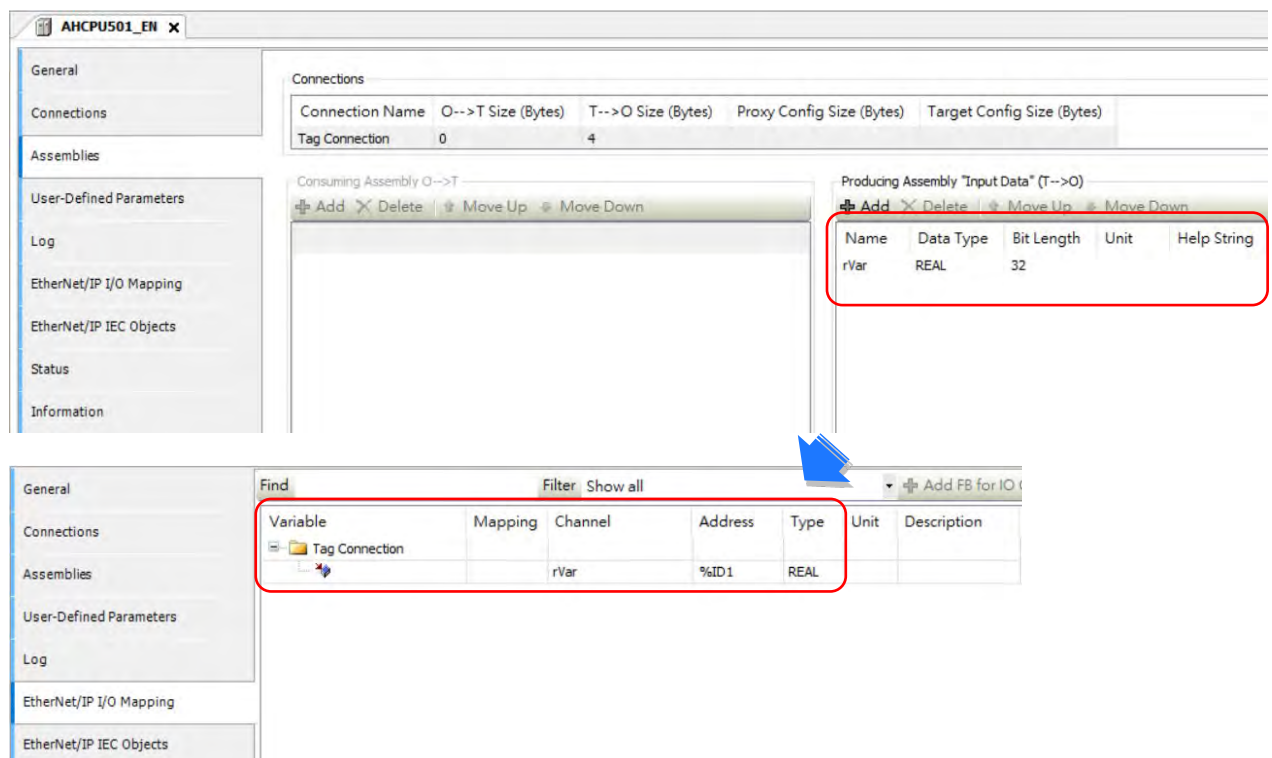 AHCPU501_EN X
General
Connections
Assemblies
User-Defined Parameters
Log
EtherNet/IP I/O Mapping
EtherNet/IP IEC Objects
Status
Information
Connections
Connection Name O-->T Size (Bytes) T-->O Size (Bytes) Proxy Config Size (Bytes) Target Config Size (Bytes)
Tag Connection 0 4
Consuming Assembly O-->T
Add Delete Move Up Move Down
Producing Assembly "Input Data" (T-->O)
Add Delete Move Up Move Down
Name Data Type Bit Length Unit Help String
rVar REAL 32
General
Connections
Assemblies
User-Defined Parameters
Log
EtherNet/IP I/O Mapping
EtherNet/IP IEC Objects
Find Filter Show all Add FB for IO
Variable Mapping Channel Address Type Unit Description
Tag Connection
rVar %ID1 REAL